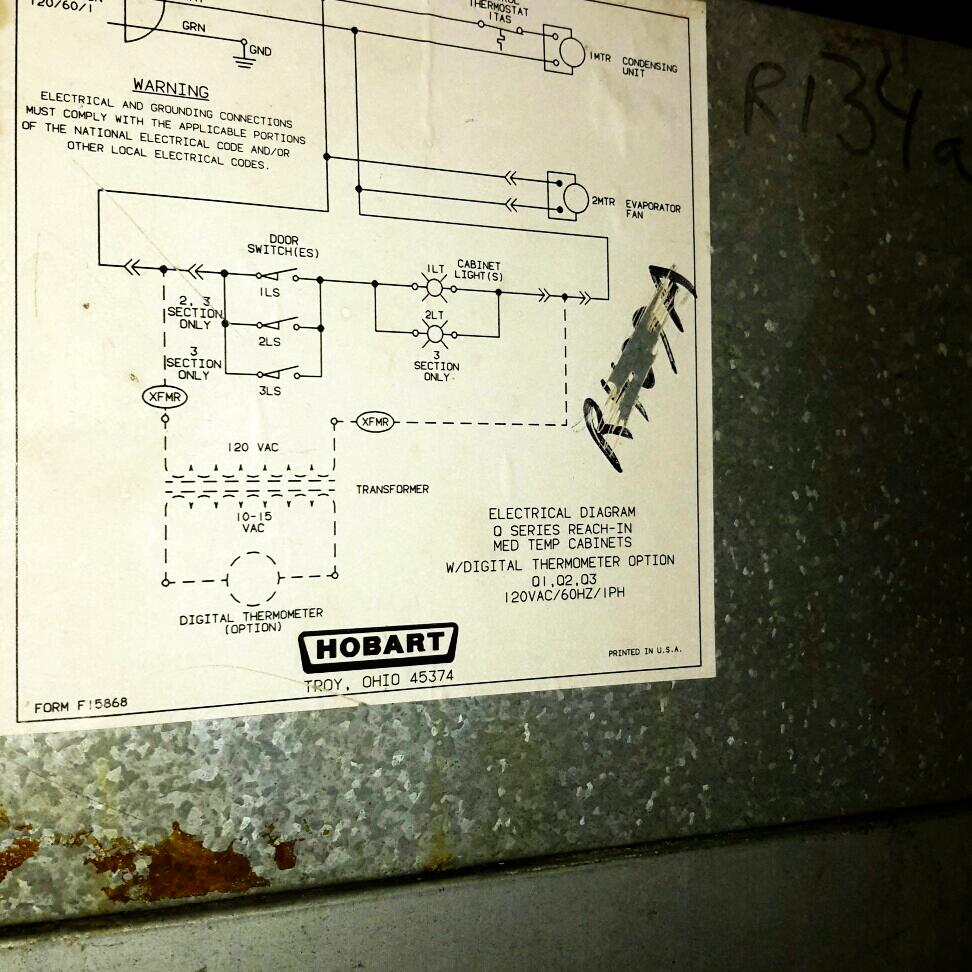 120/60/1
GRN
GND
THERMOSTAT
1TAS
1MTR CONDENSING
UNIT
WARNING
ELECTRICAL AND GROUNDING CONNECTIONS
MUST COMPLY WITH THE APPLICABLE PORTIONS
OF THE NATIONAL ELECTRICAL CODE AND/OR
OTHER LOCAL ELECTRICAL CODES.
R134a
2MTR EVAPORATOR
FAN
DOOR
SWITCH(ES)
1LS
2LS
3LS
2, 3
SECTION
ONLY
3
SECTION
ONLY
1LT
CABINET
LIGHT(S)
2LT
3
SECTION
ONLY
XFMR
XFMR
120 VAC
TRANSFORMER
10-15
VAC
DIGITAL THERMOMETER
(OPTION)
ELECTRICAL DIAGRAM
Q SERIES REACH-IN
MED TEMP CABINETS
W/DIGITAL THERMOMETER OPTION
Q1,Q2,Q3
120VAC/60HZ/1PH
HOBART
TROY, OHIO 45374
PRINTED IN U.S.A.
FORM F15868